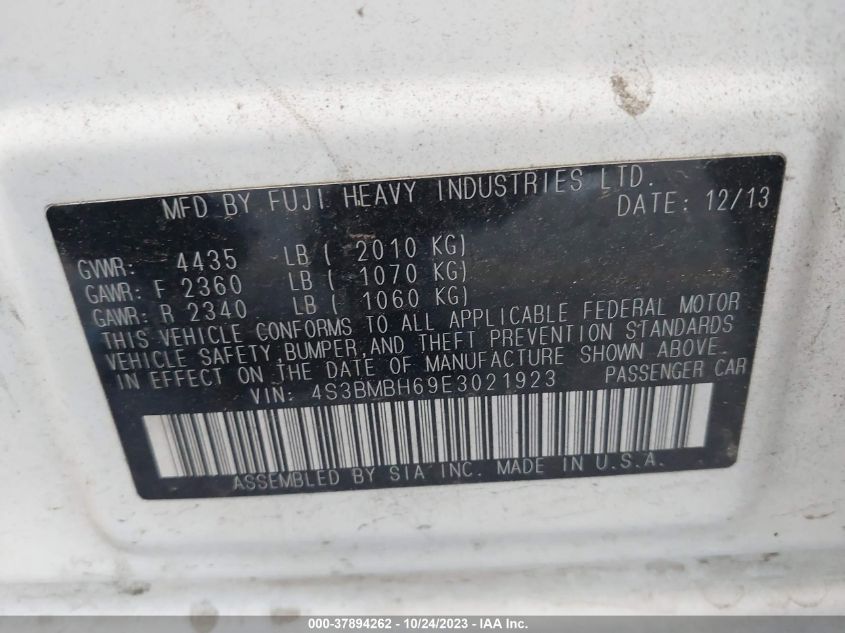 MFD BY FUJI HEAVY INDUSTRIES LTD.
DATE: 12/13
GVWR: 4435 LB ( 2010 KG)
GAWR: F 2360 LB ( 1070 KG)
GAWR: R 2340 LB ( 1060 KG)
THIS VEHICLE CONFORMS TO ALL APPLICABLE FEDERAL MOTOR
VEHICLE SAFETY, BUMPER, AND THEFT PREVENTION STANDARDS
IN EFFECT ON THE DATE OF MANUFACTURE SHOWN ABOVE.
VIN: 4S3BMBH69E3021923 PASSENGER CAR
ASSEMBLED BY SIA INC. MADE IN U.S.A.
000-37894262 - 10/24/2023 - IAA Inc.